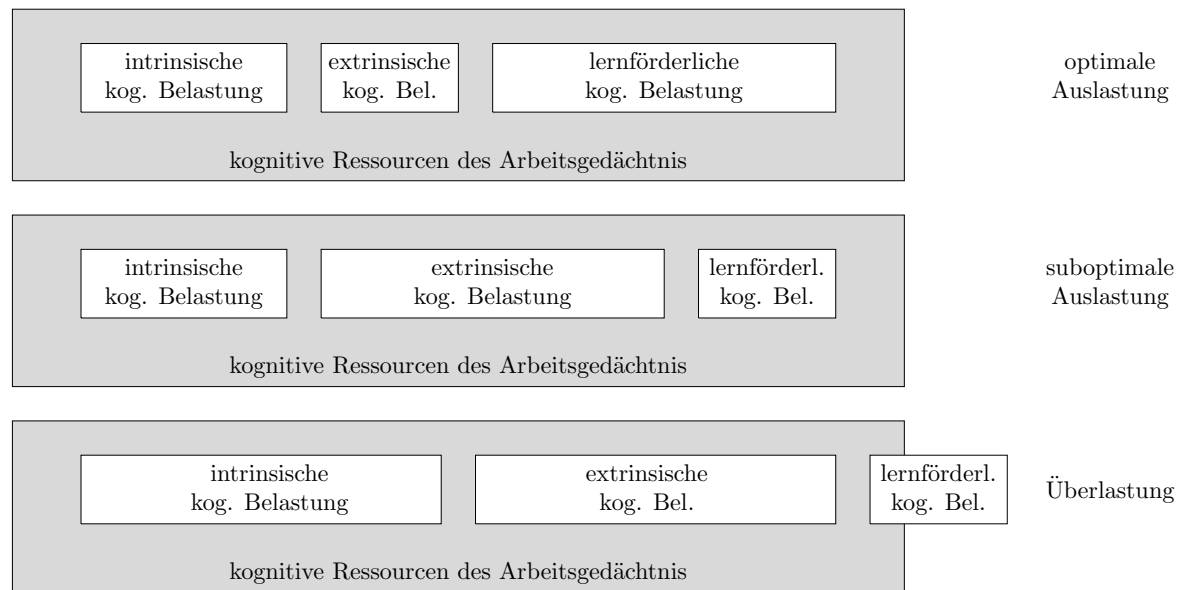 intrinsische
kog. Belastung
extrinsische
kog. Bel.
lernförderliche
kog. Belastung
optimale
Auslastung
kognitive Ressourcen des Arbeitsgedächtnis
intrinsische
kog. Belastung
extrinsische
kog. Belastung
lernförderl.
kog. Bel.
suboptimale
Auslastung
kognitive Ressourcen des Arbeitsgedächtnis
intrinsische
kog. Belastung
extrinsische
kog. Bel.
lernförderl.
kog. Bel.
Überlastung
kognitive Ressourcen des Arbeitsgedächtnis